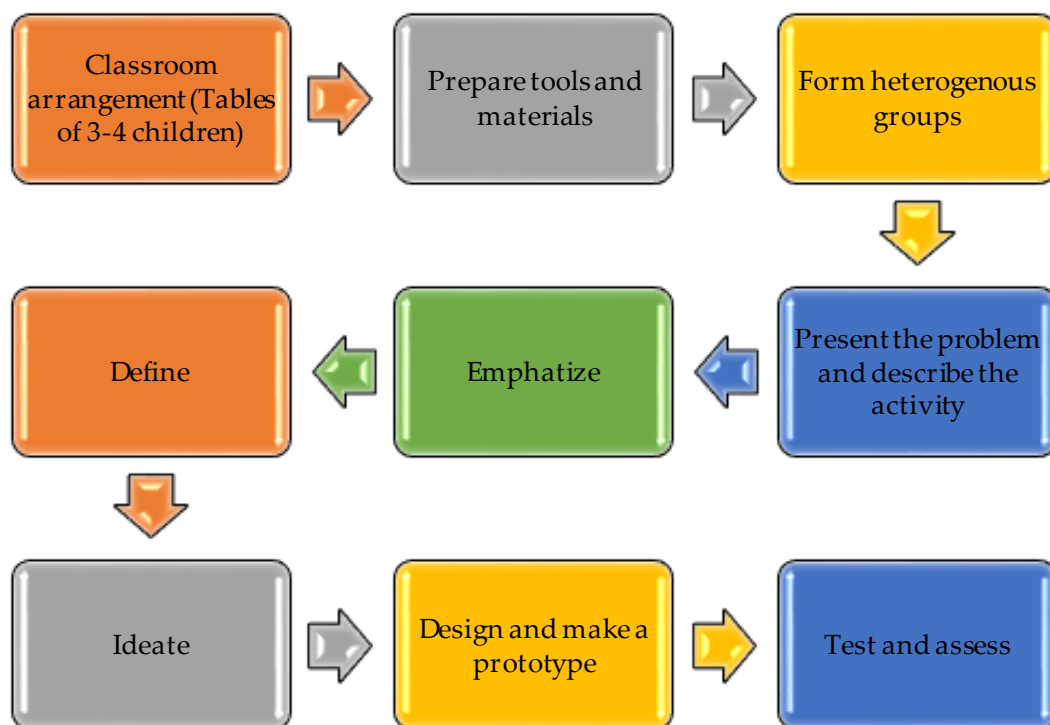 Classroom
arrangement (Tables
of 3-4 children)
Prepare tools and
materials
Form heterogenous
groups
Present the problem
and describe the
activity
Emphatize
Define
Ideate
Design and make a
prototype
Test and assess